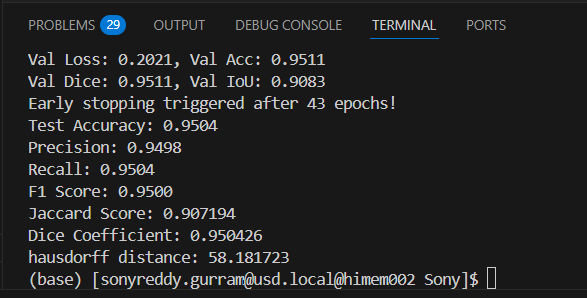 PROBLEMS 29 OUTPUT DEBUG CONSOLE TERMINAL PORTS
Val Loss: 0.2021, Val Acc: 0.9511
Val Dice: 0.9511, Val IoU: 0.9083
Early stopping triggered after 43 epochs!
Test Accuracy: 0.9504
Precision: 0.9498
Recall: 0.9504
F1 Score: 0.9500
Jaccard Score: 0.907194
Dice Coefficient: 0.950426
hausdorff distance: 58.181723
(base) [sonyreddy.gurram@usd.local@himem002 Sony]$